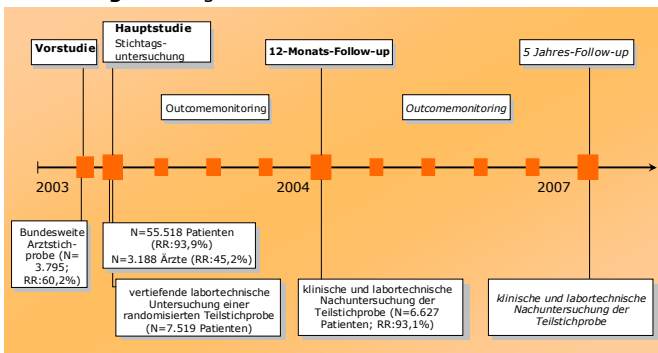 Vorstudie
Hauptstudie
Stichtags-
untersuchung
12-Monats-Follow-up
5 Jahres-Follow-up
Outcomemonitoring
Outcomemonitoring
2003
2004
2007
Bundesweite
Arztstich-
probe (N=
3.795;
RR:60,2%)
N=55.518 Patienten
(RR:93,9%)
N=3.188 Ärzte (RR:45,2%)
vertiefende labortechnische
Untersuchung einer
randomisierten Teilstichprobe
(N=7.519 Patienten)
klinische und labortechnische
Nachuntersuchung der
Teilstichprobe (N=6.627
Patienten; RR:93,1%)
klinische und labortechnische
Nachuntersuchung der
Teilstichprobe